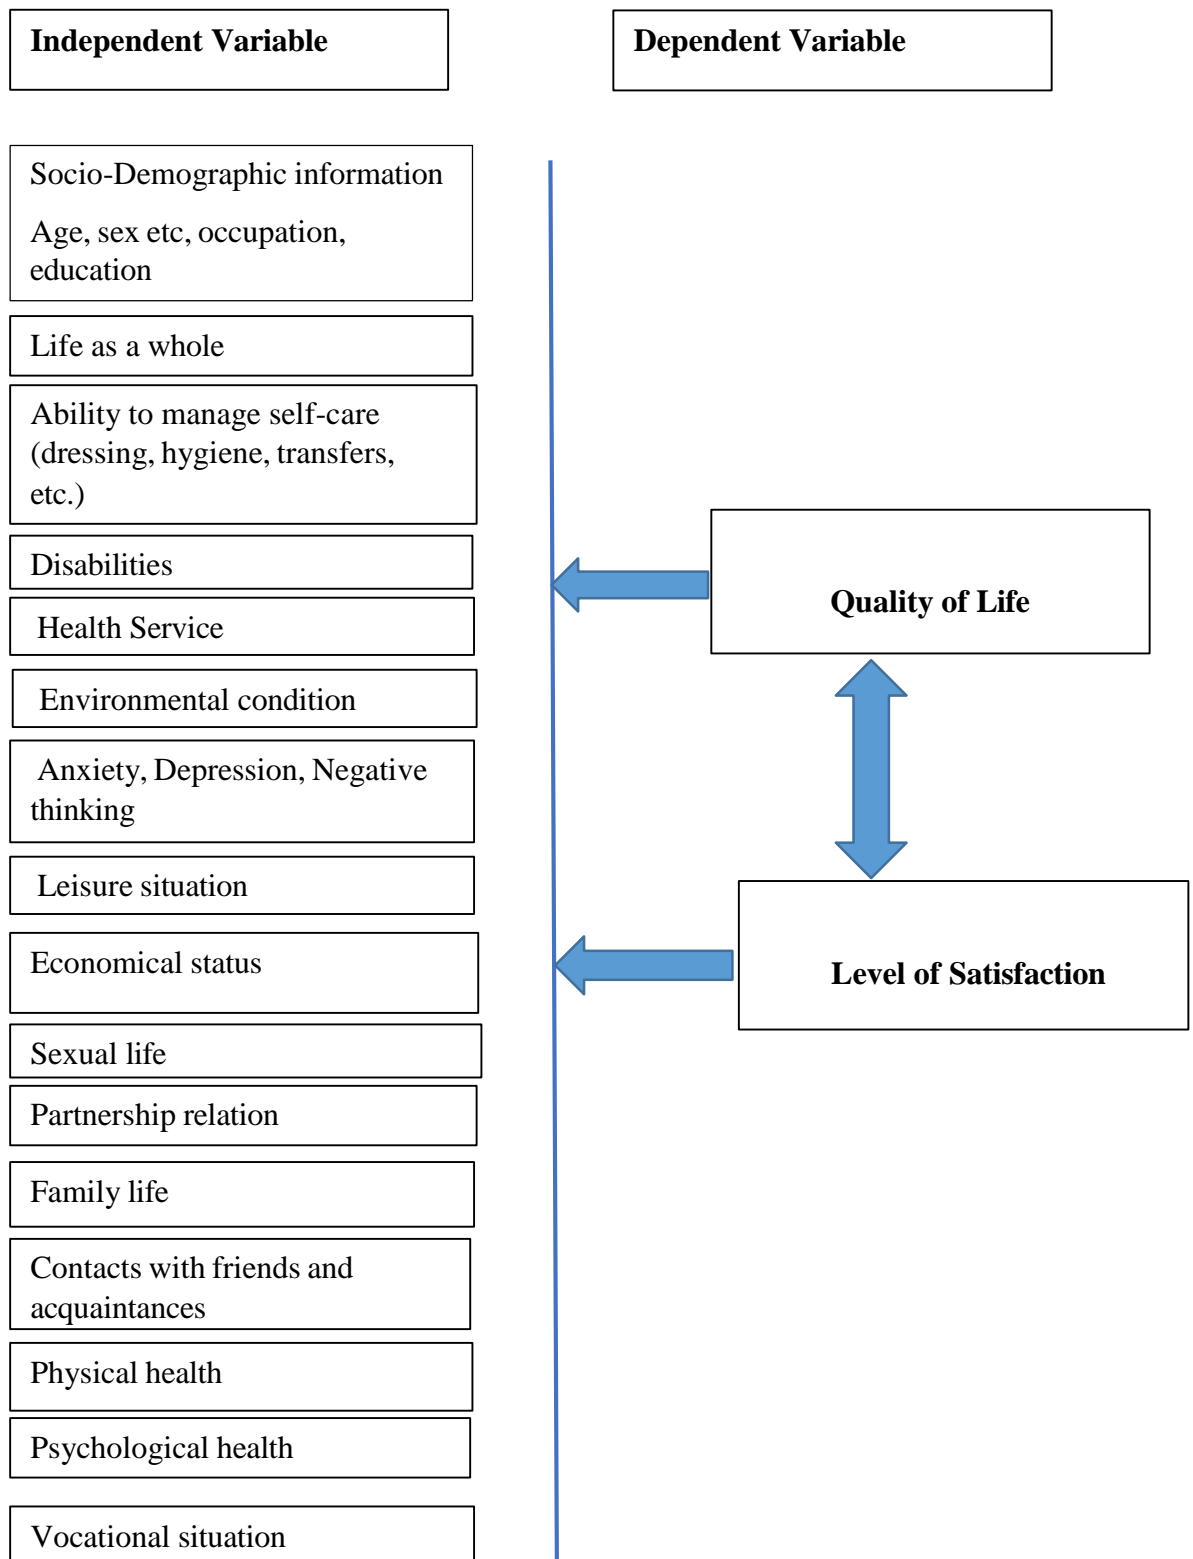 Independent Variable
Dependent Variable
Socio-Demographic information
Age, sex etc, occupation,
education
Life as a whole
Ability to manage self-care
(dressing, hygiene, transfers,
etc.)
Disabilities
Health Service
Environmental condition
Anxiety, Depression, Negative
thinking
Leisure situation
Economical status
Sexual life
Partnership relation
Family life
Contacts with friends and
acquaintances
Physical health
Psychological health
Vocational situation
Quality of Life
Level of Satisfaction